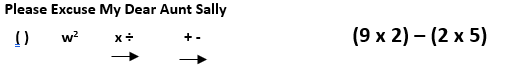 Please Excuse My Dear Aunt Sally
( ) w² x ÷ + - (9 x 2) – (2 x 5)